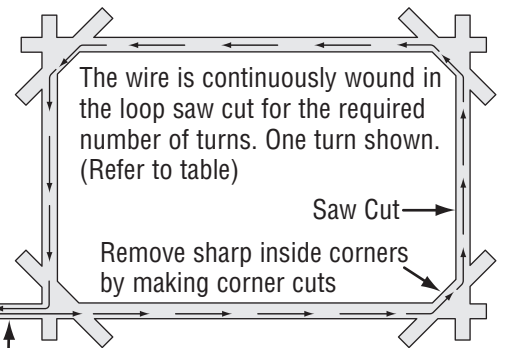 The wire is continuously wound in
the loop saw cut for the required
number of turns. One turn shown.
(Refer to table)
Saw Cut
Remove sharp inside corners
by making corner cuts